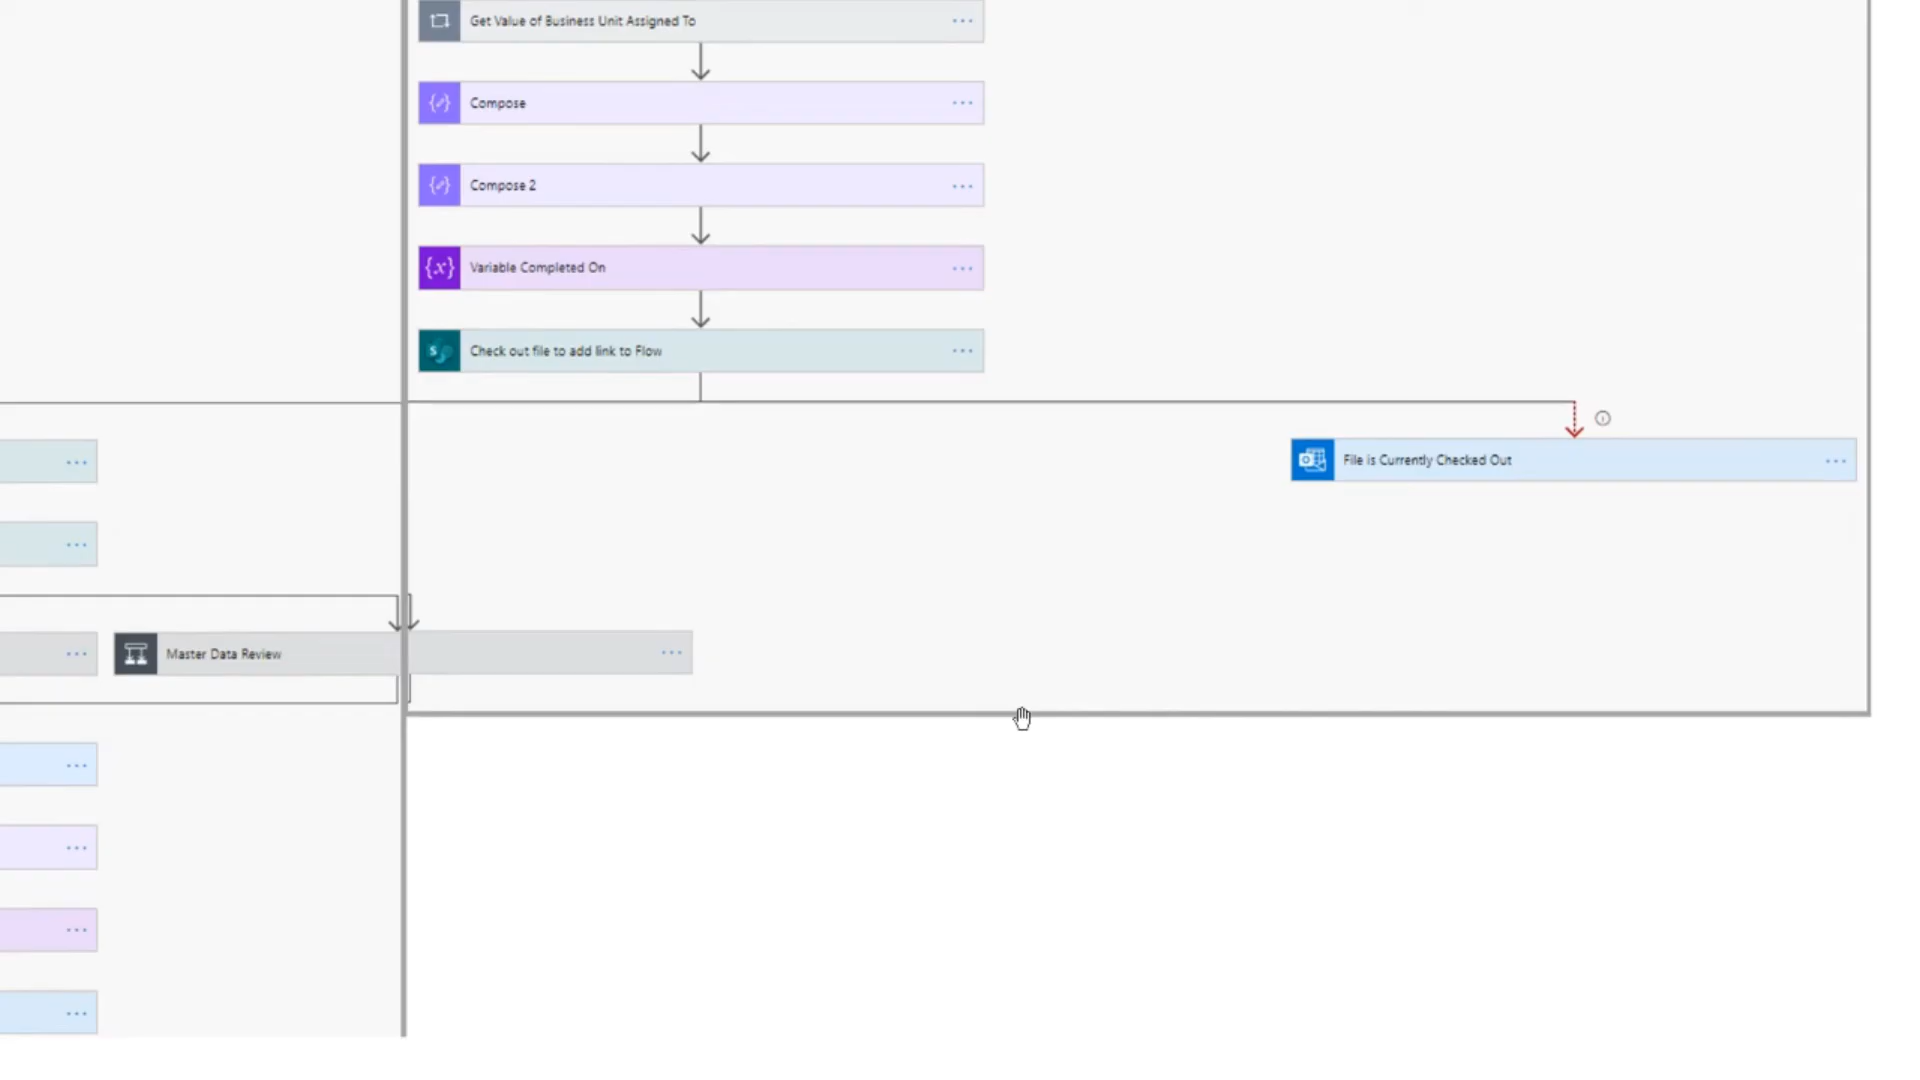 Get Value of Business Unit Assigned To
Compose
Compose 2
Variable Completed On
Check out file to add link to Flow
File is Currently Checked Out
Master Data Review